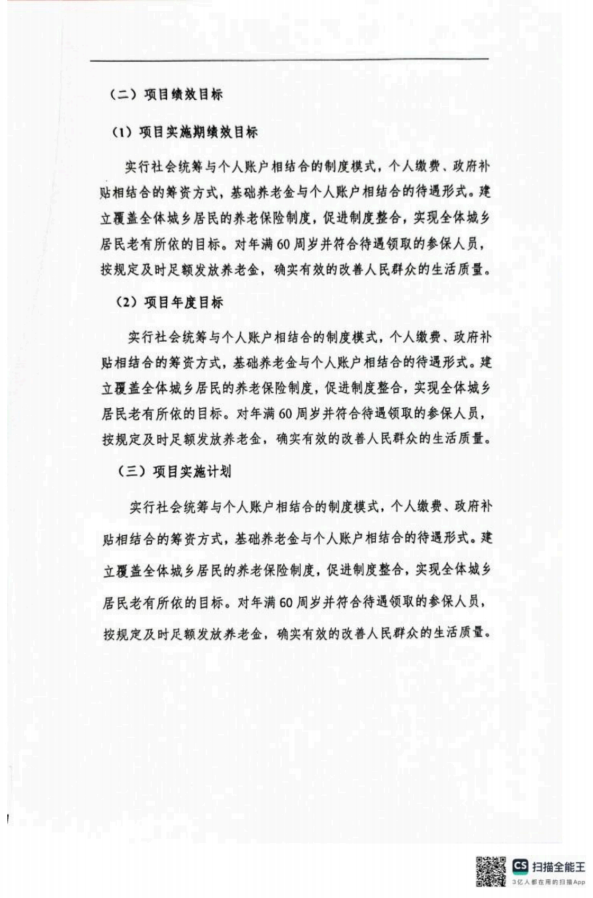 （二）项目绩效目标
（1）项目实施期绩效目标
实行社会统筹与个人账户相结合的制度模式，个人缴费、政府补
贴相结合的筹资方式，基础养老金与个人账户相结合的待遇形式。建
立覆盖全体城乡居民的养老保险制度，促进制度整合，实现全体城乡
居民老有所依的目标。对年满 60 周岁并符合待遇领取的参保人员，
按规定及时足额发放养老金，确实有效的改善人民群众的生活质量。
（2）项目年度目标
实行社会统筹与个人账户相结合的制度模式，个人缴费、政府补
贴相结合的筹资方式，基础养老金与个人账户相结合的待遇形式。建
立覆盖全体城乡居民的养老保险制度，促进制度整合，实现全体城乡
居民老有所依的目标。对年满 60 周岁并符合待遇领取的参保人员，
按规定及时足额发放养老金，确实有效的改善人民群众的生活质量。
（三）项目实施计划
实行社会统筹与个人账户相结合的制度模式，个人缴费、政府补
贴相结合的筹资方式，基础养老金与个人账户相结合的待遇形式。建
立覆盖全体城乡居民的养老保险制度，促进制度整合，实现全体城乡
居民老有所依的目标。对年满 60 周岁并符合待遇领取的参保人员，
按规定及时足额发放养老金，确实有效的改善人民群众的生活质量。
CS 扫描全能王
3亿人都在用的扫描App